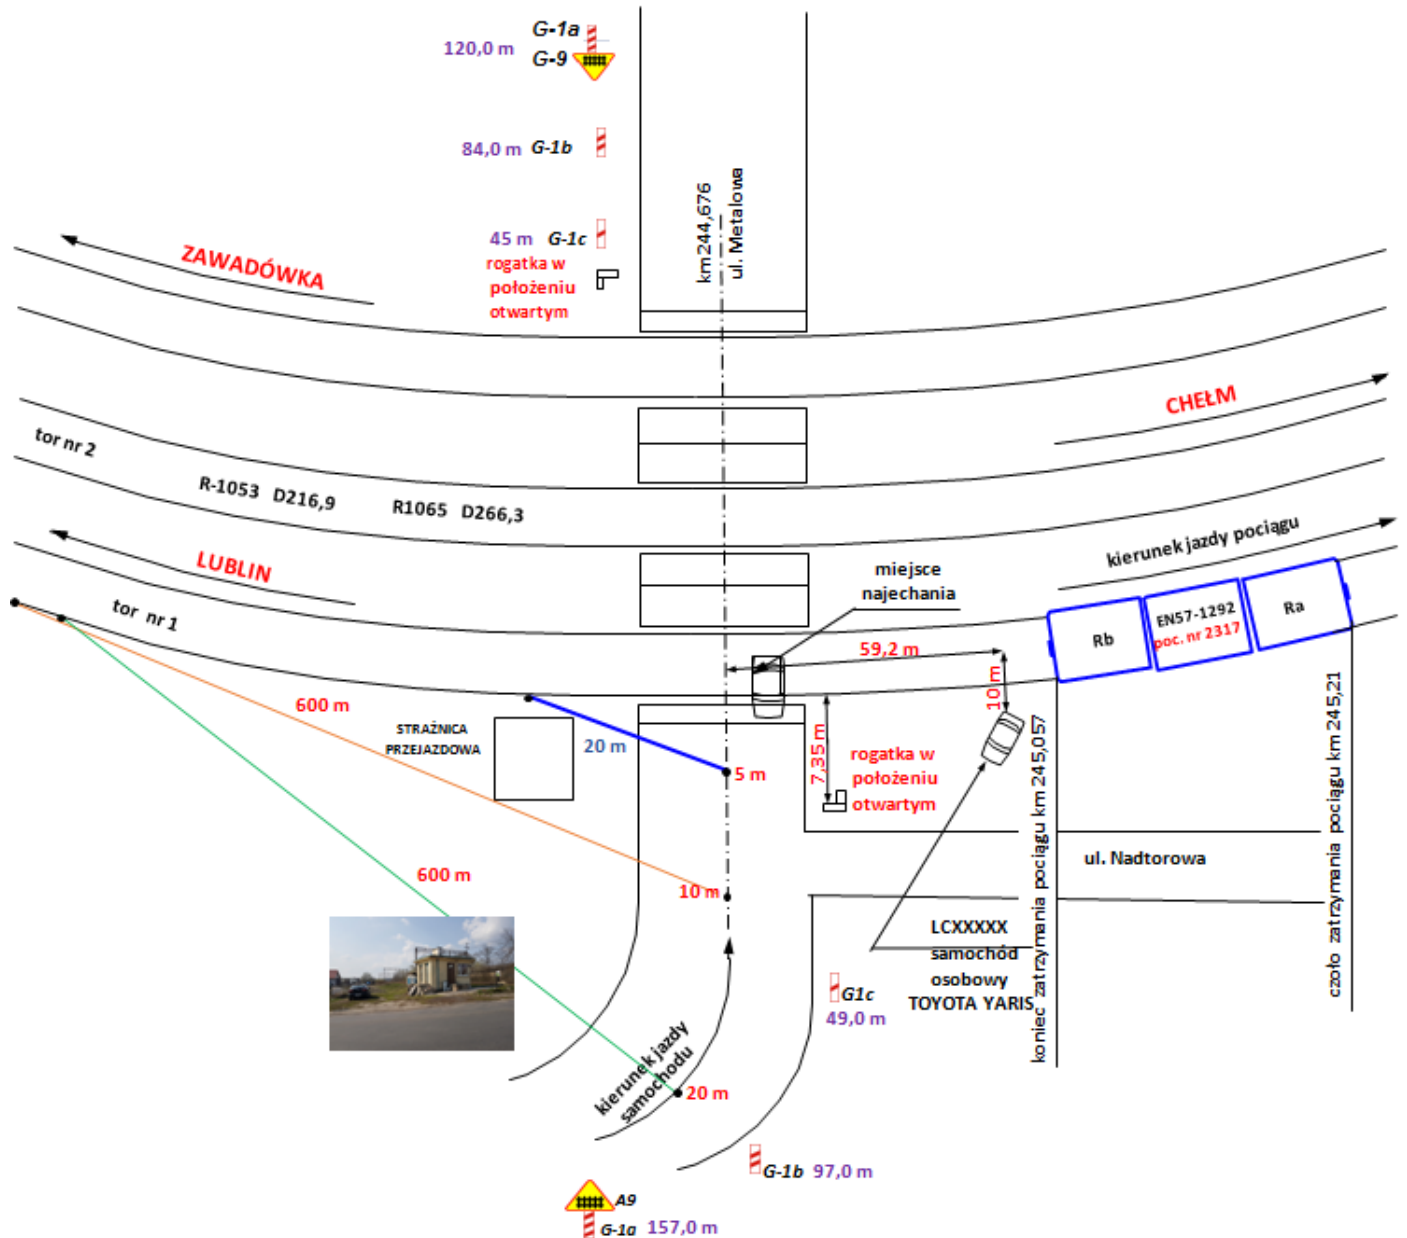 G-1a
120,0 m
G-9
84,0 m G-1b
45 m G-1c
rogatka w
położeniu
otwartym
km244,676
ul. Metalowa
ZAWADÓWKA
CHEŁM
tor nr 2
R-1053 D216,9 R1065 D266,3
LUBLIN
tor nr 1
kierunek jazdy pociągu
miejsce
najechania
Rb
EN57-1292
poc. nr 2317
Ra
59,2 m
10 m
600 m
STRAŻNICA
PRZEJAZDOWA
20 m
5 m
7,35 m
rogatka w
położeniu
otwartym
koniec zatrzymania pociągu km 245,057
czoło zatrzymania pociągu km 245,21
ul. Nadtorowa
600 m
10 m
LCXXXXX
samochód
osobowy
TOYOTA YARIS
G1c
49,0 m
kierunek jazdy
samochodu
20 m
G-1b 97,0 m
A9
G-1a 157,0 m